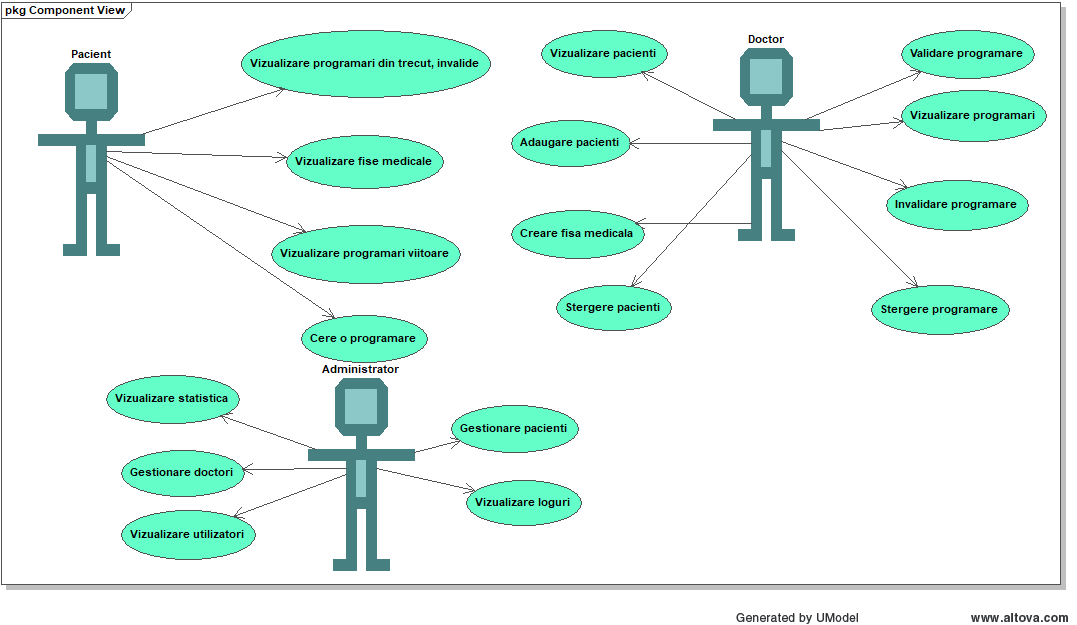 pkg Component View
Pacient
Vizualizare programari din trecut, invalide
Vizualizare fise medicale
Vizualizare programari viitoare
Cere o programare
Doctor
Vizualizare pacienti
Adaugare pacienti
Creare fisa medicala
Stergere pacienti
Validare programare
Vizualizare programari
Invalidare programare
Stergere programare
Administrator
Vizualizare statistica
Gestionare doctori
Vizualizare utilizatori
Gestionare pacienti
Vizualizare loguri
Generated by UModel
www.altova.com